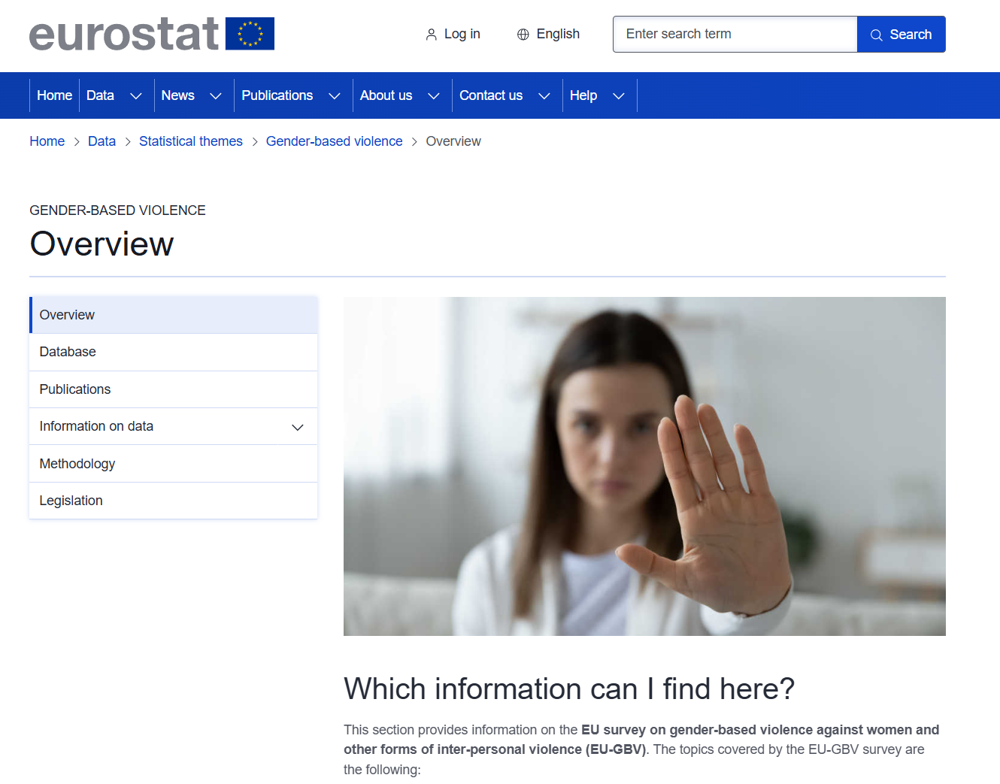 eurostat
Log in
English
Enter search term
Search
Home
Data
News
Publications
About us
Contact us
Help
Home > Data > Statistical themes > Gender-based violence > Overview
GENDER-BASED VIOLENCE
Overview
Overview
Database
Publications
Information on data
Methodology
Legislation
Which information can I find here?
This section provides information on the EU survey on gender-based violence against women and
other forms of inter-personal violence (EU-GBV). The topics covered by the EU-GBV survey are
the following: